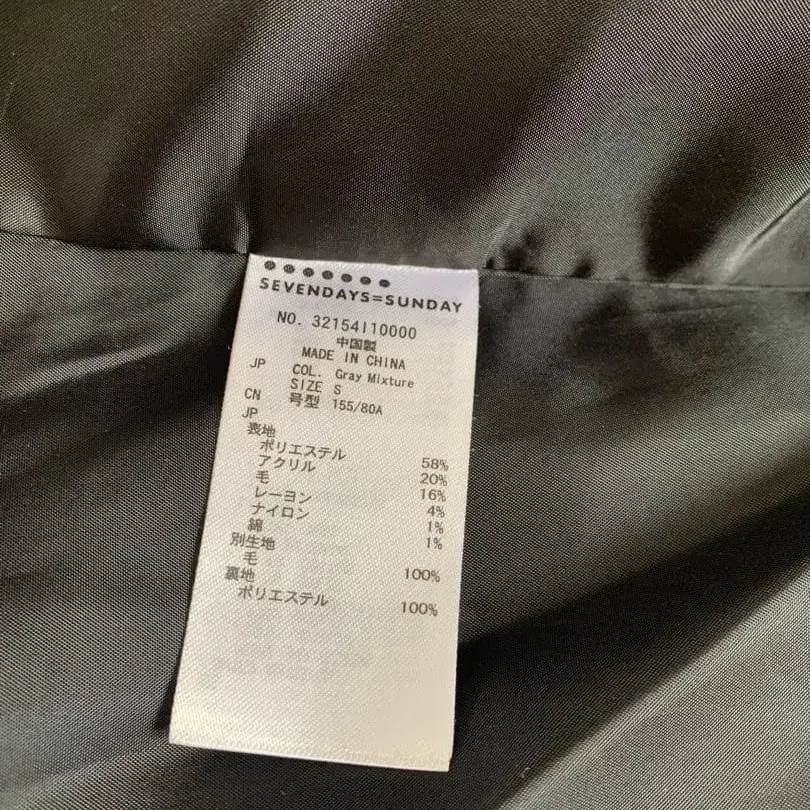 SEVENDAYS=SUNDAY
NO. 32154I10000
中国製
MADE IN CHINA
JP COL. Gray Mixture
SIZE S
CN 号型 155/80A
JP
表地
ポリエステル 58%
アクリル 20%
毛 16%
レーヨン 4%
ナイロン 1%
綿 1%
別生地
毛 100%
裏地
ポリエステル 100%